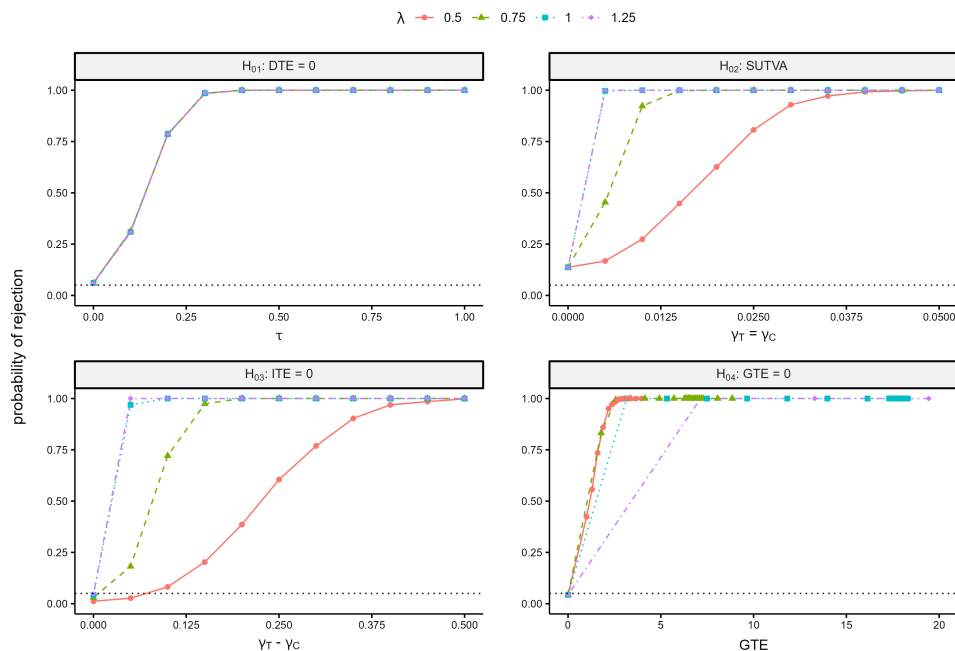 λ 0.5 0.75 1 1.25
probability of rejection
H₀₁: DTE = 0
1.00
0.75
0.50
0.25
0.00
0.00 0.25 0.50 0.75 1.00
τ
H₀₂: SUTVA
1.00
0.75
0.50
0.25
0.00
0.0000 0.0125 0.0250 0.0375 0.0500
γT = γC
H₀₃: ITE = 0
1.00
0.75
0.50
0.25
0.00
0.000 0.125 0.250 0.375 0.500
γT - γC
H₀₄: GTE = 0
1.00
0.75
0.50
0.25
0.00
0 5 10 15 20
GTE